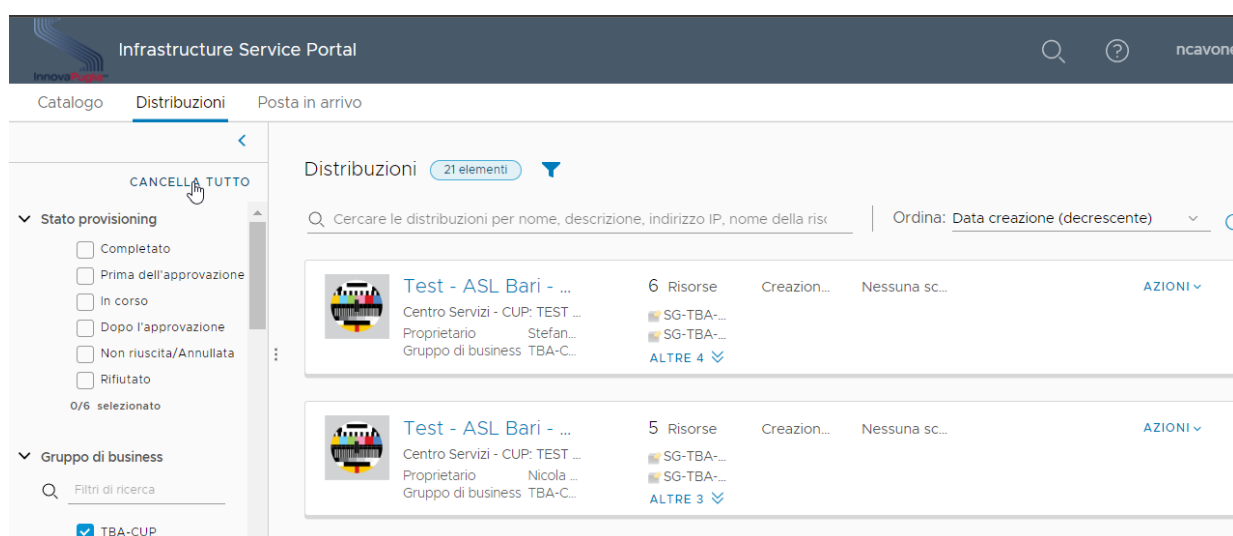 Infrastructure Service Portal
InnovaPuglia
ncavone
Catalogo Distribuzioni Posta in arrivo
CANCELLA TUTTO
Stato provisioning
Completato
Prima dell'approvazione
In corso
Dopo l'approvazione
Non riuscita/Annullata
Rifiutato
0/6 selezionato
Gruppo di business
Filtri di ricerca
TBA-CUP
Distribuzioni 21 elementi
Cercare le distribuzioni per nome, descrizione, indirizzo IP, nome della riso
Ordina: Data creazione (decrescente)
Test - ASL Bari - ... 6 Risorse Creazion... Nessuna sc... AZIONI
Centro Servizi - CUP: TEST ... SG-TBA-...
Proprietario Stefan... SG-TBA-...
Gruppo di business TBA-C... ALTRE 4
Test - ASL Bari - ... 5 Risorse Creazion... Nessuna sc... AZIONI
Centro Servizi - CUP: TEST ... SG-TBA-...
Proprietario Nicola ... SG-TBA-...
Gruppo di business TBA-C... ALTRE 3